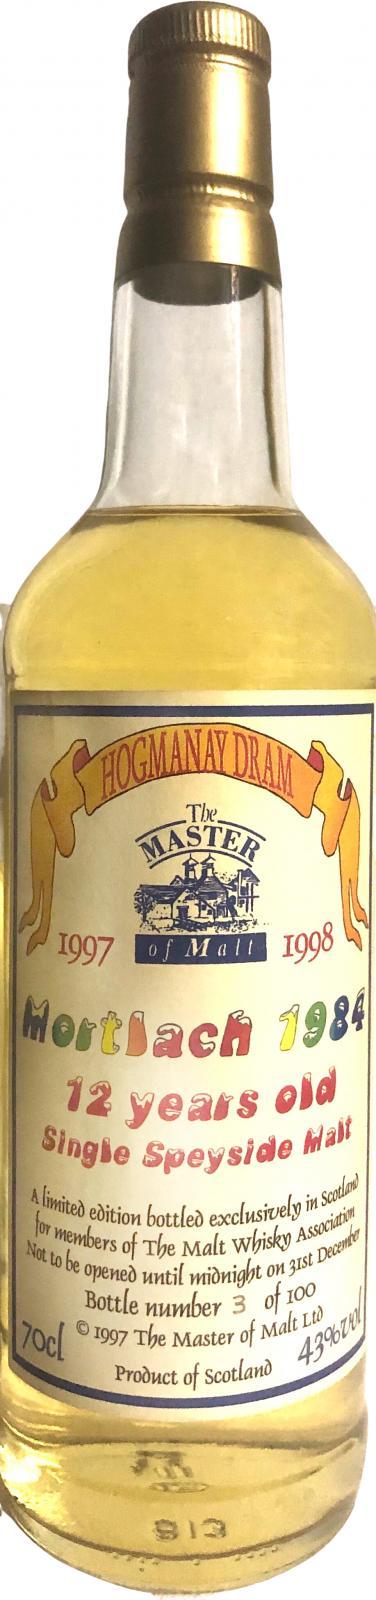 HOGMANAY DRAM
The
MASTER
of Malt
1997 1998
Mortlach 1984
12 years old
Single Speyside Malt
A limited edition bottled exclusively in Scotland
for members of The Malt Whisky Association
Not to be opened until midnight on 31st December
Bottle number 3 of 100
© 1997 The Master of Malt Ltd
70cl 43%vol
Product of Scotland
813